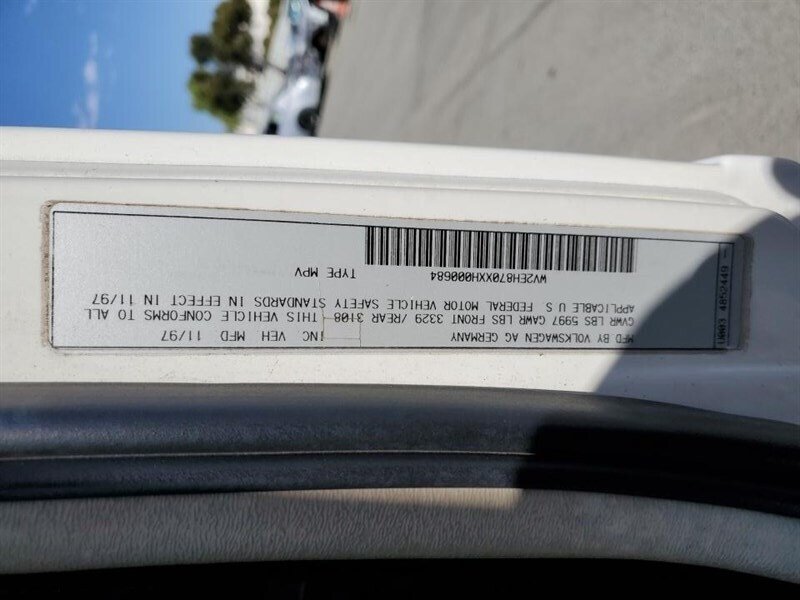 MFD BY VOLKSWAGEN AG GERMANY INC VEH MFD 11/97
GVWR LBS 5997 GAWR LBS FRONT 3329 /REAR 3108 THIS VEHICLE CONFORMS TO ALL
APPLICABLE U S FEDERAL MOTOR VEHICLE SAFETY STANDARDS IN EFFECT IN 11/97
WV2EH870XXH000684 TYPE MPV
1H003 4852449